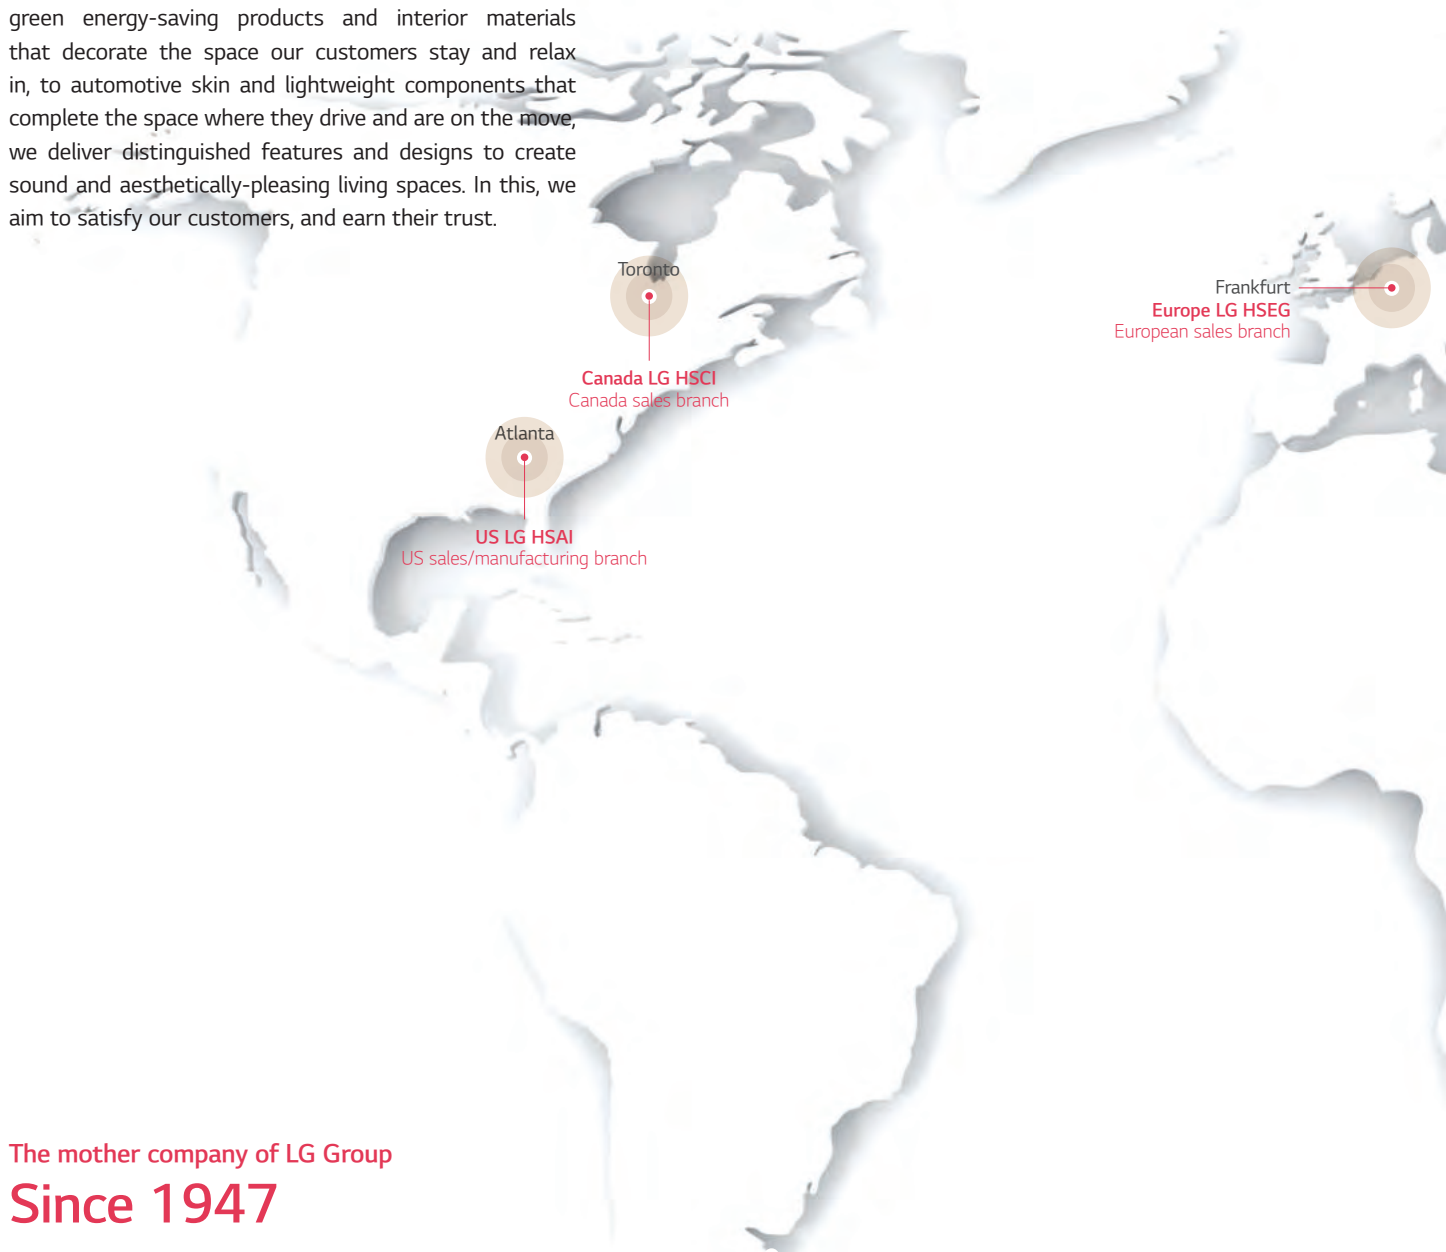 green energy-saving products and interior materials
that decorate the space our customers stay and relax
in, to automotive skin and lightweight components that
complete the space where they drive and are on the move,
we deliver distinguished features and designs to create
sound and aesthetically-pleasing living spaces. In this, we
aim to satisfy our customers, and earn their trust.
Toronto
Canada LG HSCI
Canada sales branch
Frankfurt
Europe LG HSEG
European sales branch
Atlanta
US LG HSAI
US sales/manufacturing branch
The mother company of LG Group
Since 1947